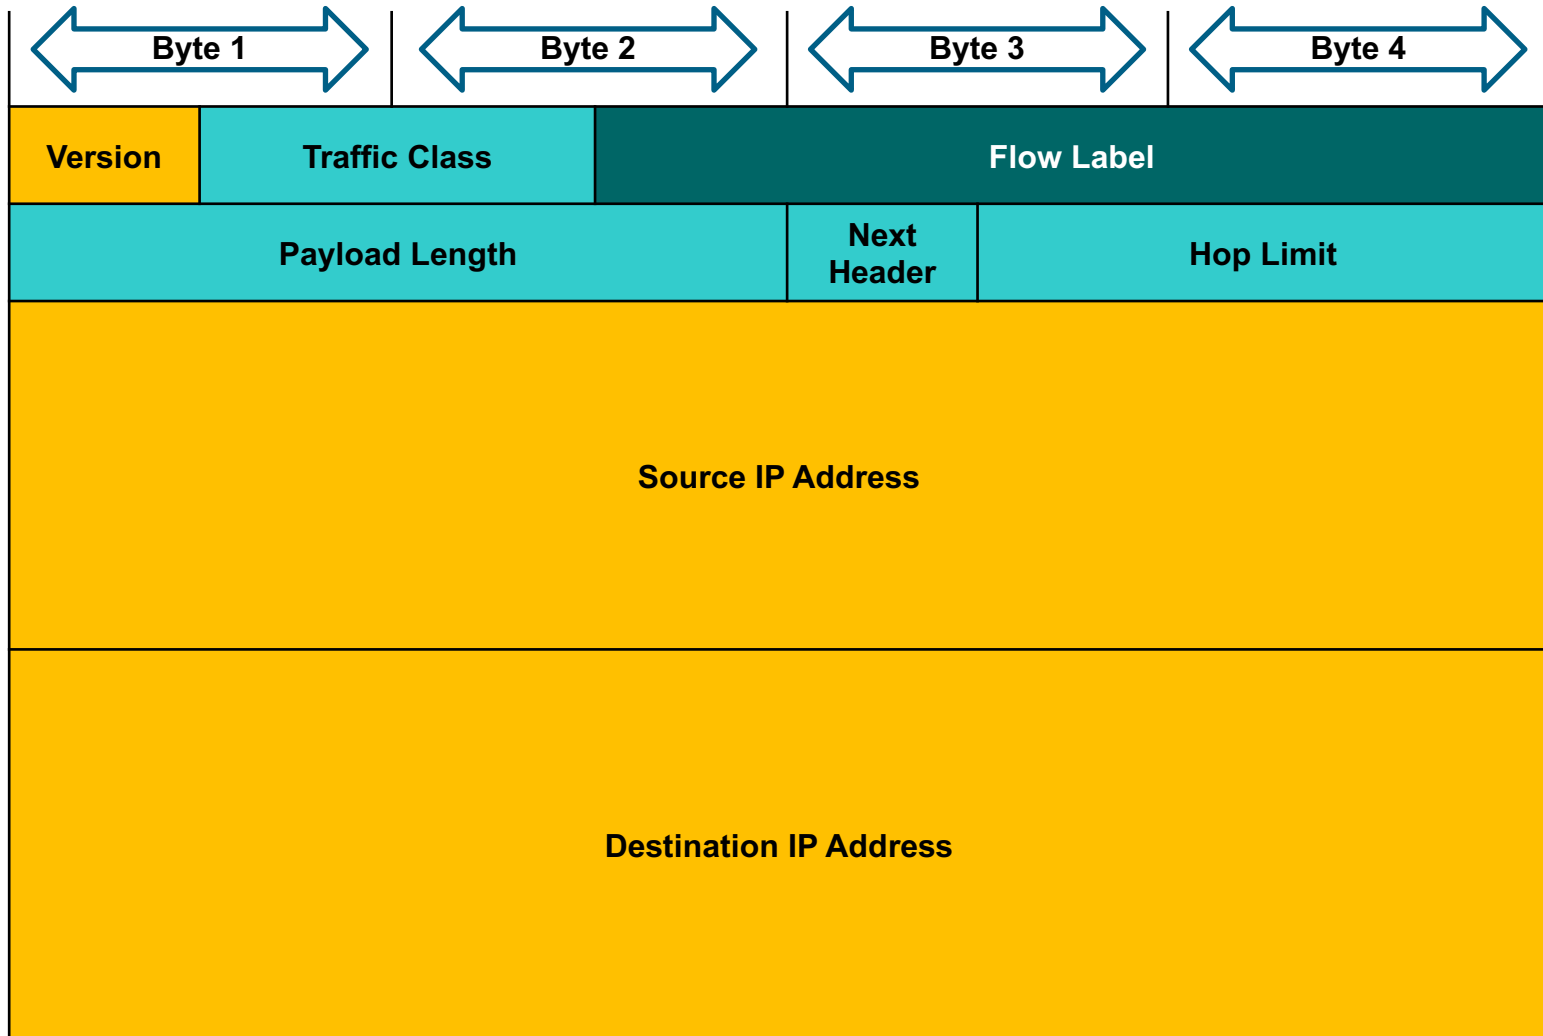 Byte 1
Byte 2
Byte 3
Byte 4
Version
Traffic Class
Flow Label
Payload Length
Next
Header
Hop Limit
Source IP Address
Destination IP Address